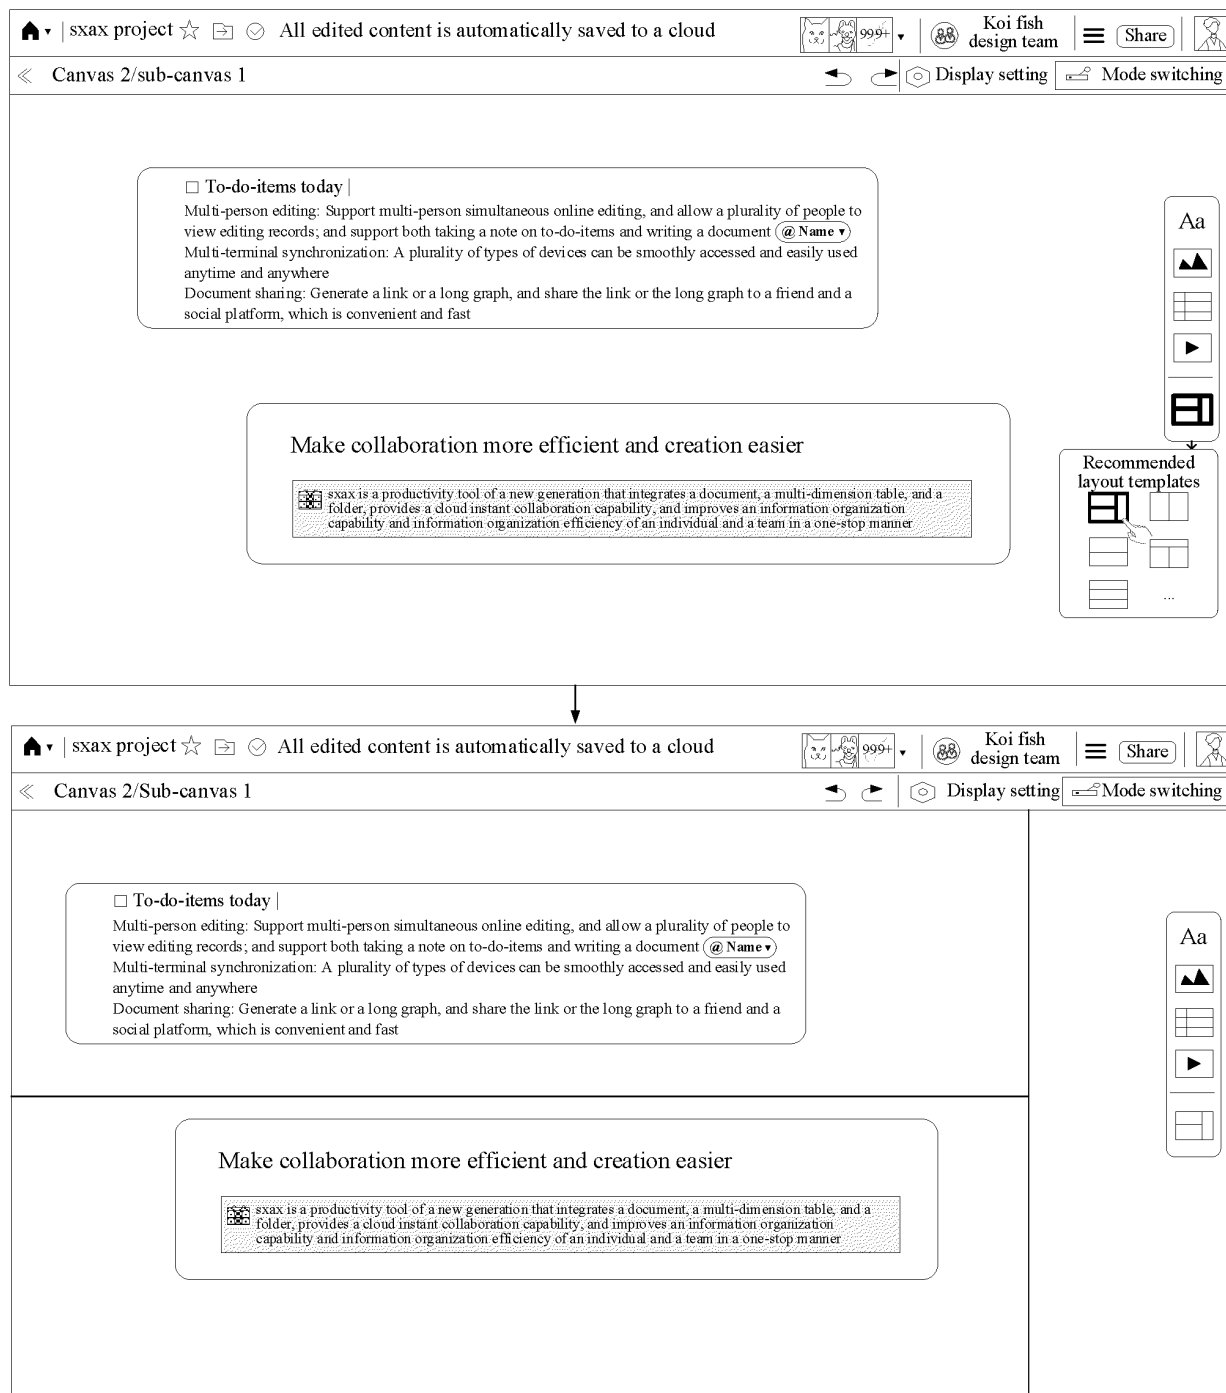 sxax project All edited content is automatically saved to a cloud 999+ Koi fish design team Share
Canvas 2/sub-canvas 1 Display setting Mode switching
To-do-items today
Multi-person editing: Support multi-person simultaneous online editing, and allow a plurality of people to
view editing records; and support both taking a note on to-do-items and writing a document @ Name
Multi-terminal synchronization: A plurality of types of devices can be smoothly accessed and easily used
anytime and anywhere
Document sharing: Generate a link or a long graph, and share the link or the long graph to a friend and a
social platform, which is convenient and fast
Aa
Make collaboration more efficient and creation easier
sxax is a productivity tool of a new generation that integrates a document, a multi-dimension table, and a
folder, provides a cloud instant collaboration capability, and improves an information organization
capability and information organization efficiency of an individual and a team in a one-stop manner
Recommended
layout templates
...
sxax project All edited content is automatically saved to a cloud 999+ Koi fish design team Share
Canvas 2/Sub-canvas 1 Display setting Mode switching
To-do-items today
Multi-person editing: Support multi-person simultaneous online editing, and allow a plurality of people to
view editing records; and support both taking a note on to-do-items and writing a document @ Name
Multi-terminal synchronization: A plurality of types of devices can be smoothly accessed and easily used
anytime and anywhere
Document sharing: Generate a link or a long graph, and share the link or the long graph to a friend and a
social platform, which is convenient and fast
Aa
Make collaboration more efficient and creation easier
sxax is a productivity tool of a new generation that integrates a document, a multi-dimension table, and a
folder, provides a cloud instant collaboration capability, and improves an information organization
capability and information organization efficiency of an individual and a team in a one-stop manner